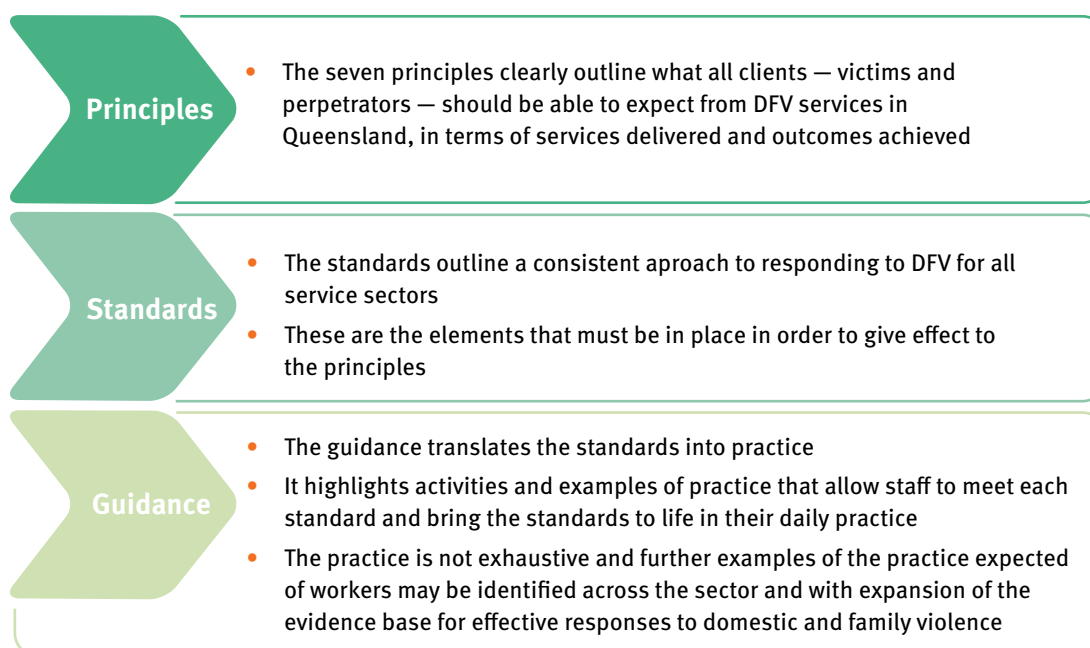 Principles
• The seven principles clearly outline what all clients — victims and
perpetrators — should be able to expect from DFV services in
Queensland, in terms of services delivered and outcomes achieved
Standards
• The standards outline a consistent aproach to responding to DFV for all
service sectors
• These are the elements that must be in place in order to give effect to
the principles
Guidance
• The guidance translates the standards into practice
• It highlights activities and examples of practice that allow staff to meet each
standard and bring the standards to life in their daily practice
• The practice is not exhaustive and further examples of the practice expected
of workers may be identified across the sector and with expansion of the
evidence base for effective responses to domestic and family violence